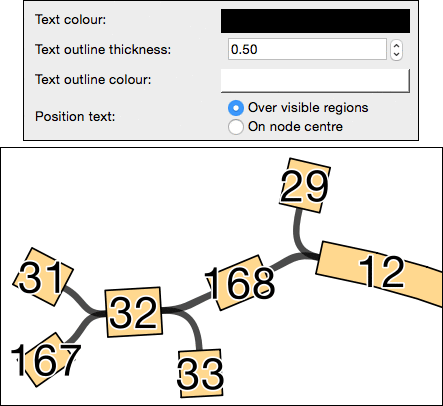 Text colour:
Text outline thickness: 0.50
Text outline colour:
Position text: Over visible regions
On node centre
29
31
12
168
32
167
33